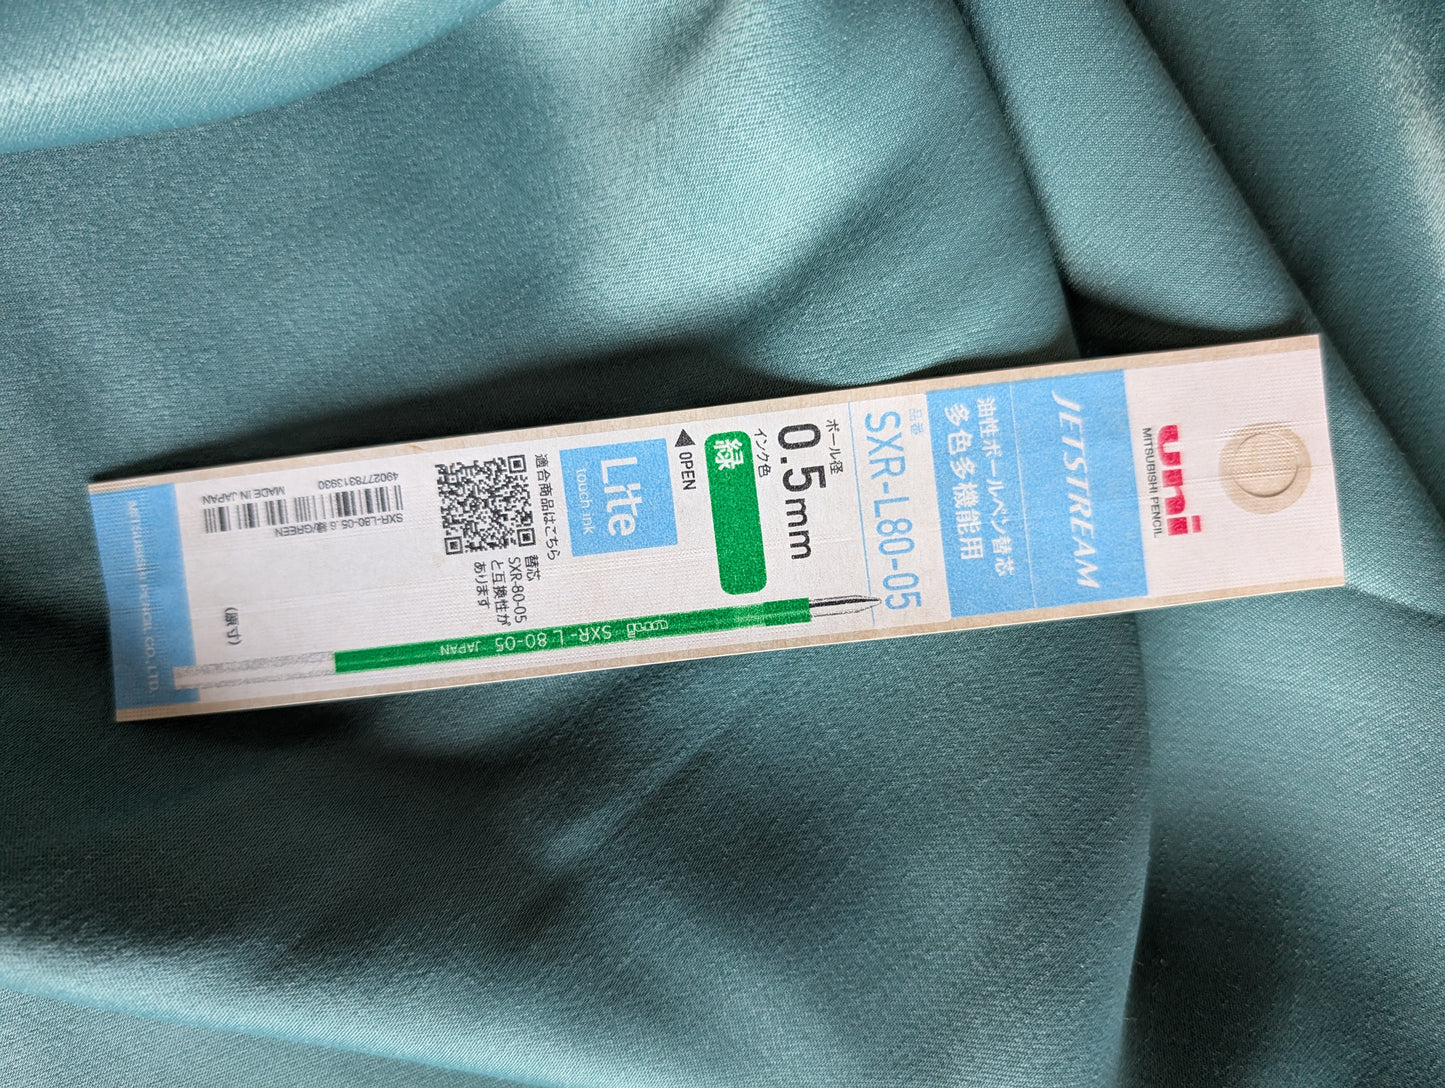 uni
MITSUBISHI PENCIL
JETSTREAM
油性ボールペン替芯
多色多機能用
品番
SXR-L80-05
ボール径
0.5mm
インク色
緑
OPEN
Lite
touch ink
適合商品はこちら
替芯
SXR-80-05
と互換性が
あります
SXR-L80-05 JAPAN
(原寸)
4902778313930
SXR-L80-05.6 緑/GREEN
MADE IN JAPAN
MITSUBISHI PENCIL CO.,LTD.